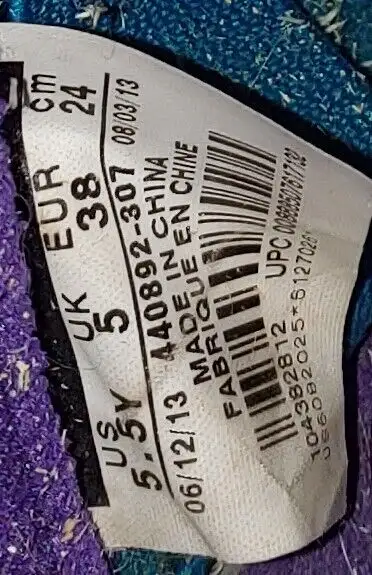 US UK EUR cm
5.5Y 5 38 24
06/12/13 440892-307 08/03/13
MADE IN CHINA
FABRIQUE EN CHINE
UPC
104382812